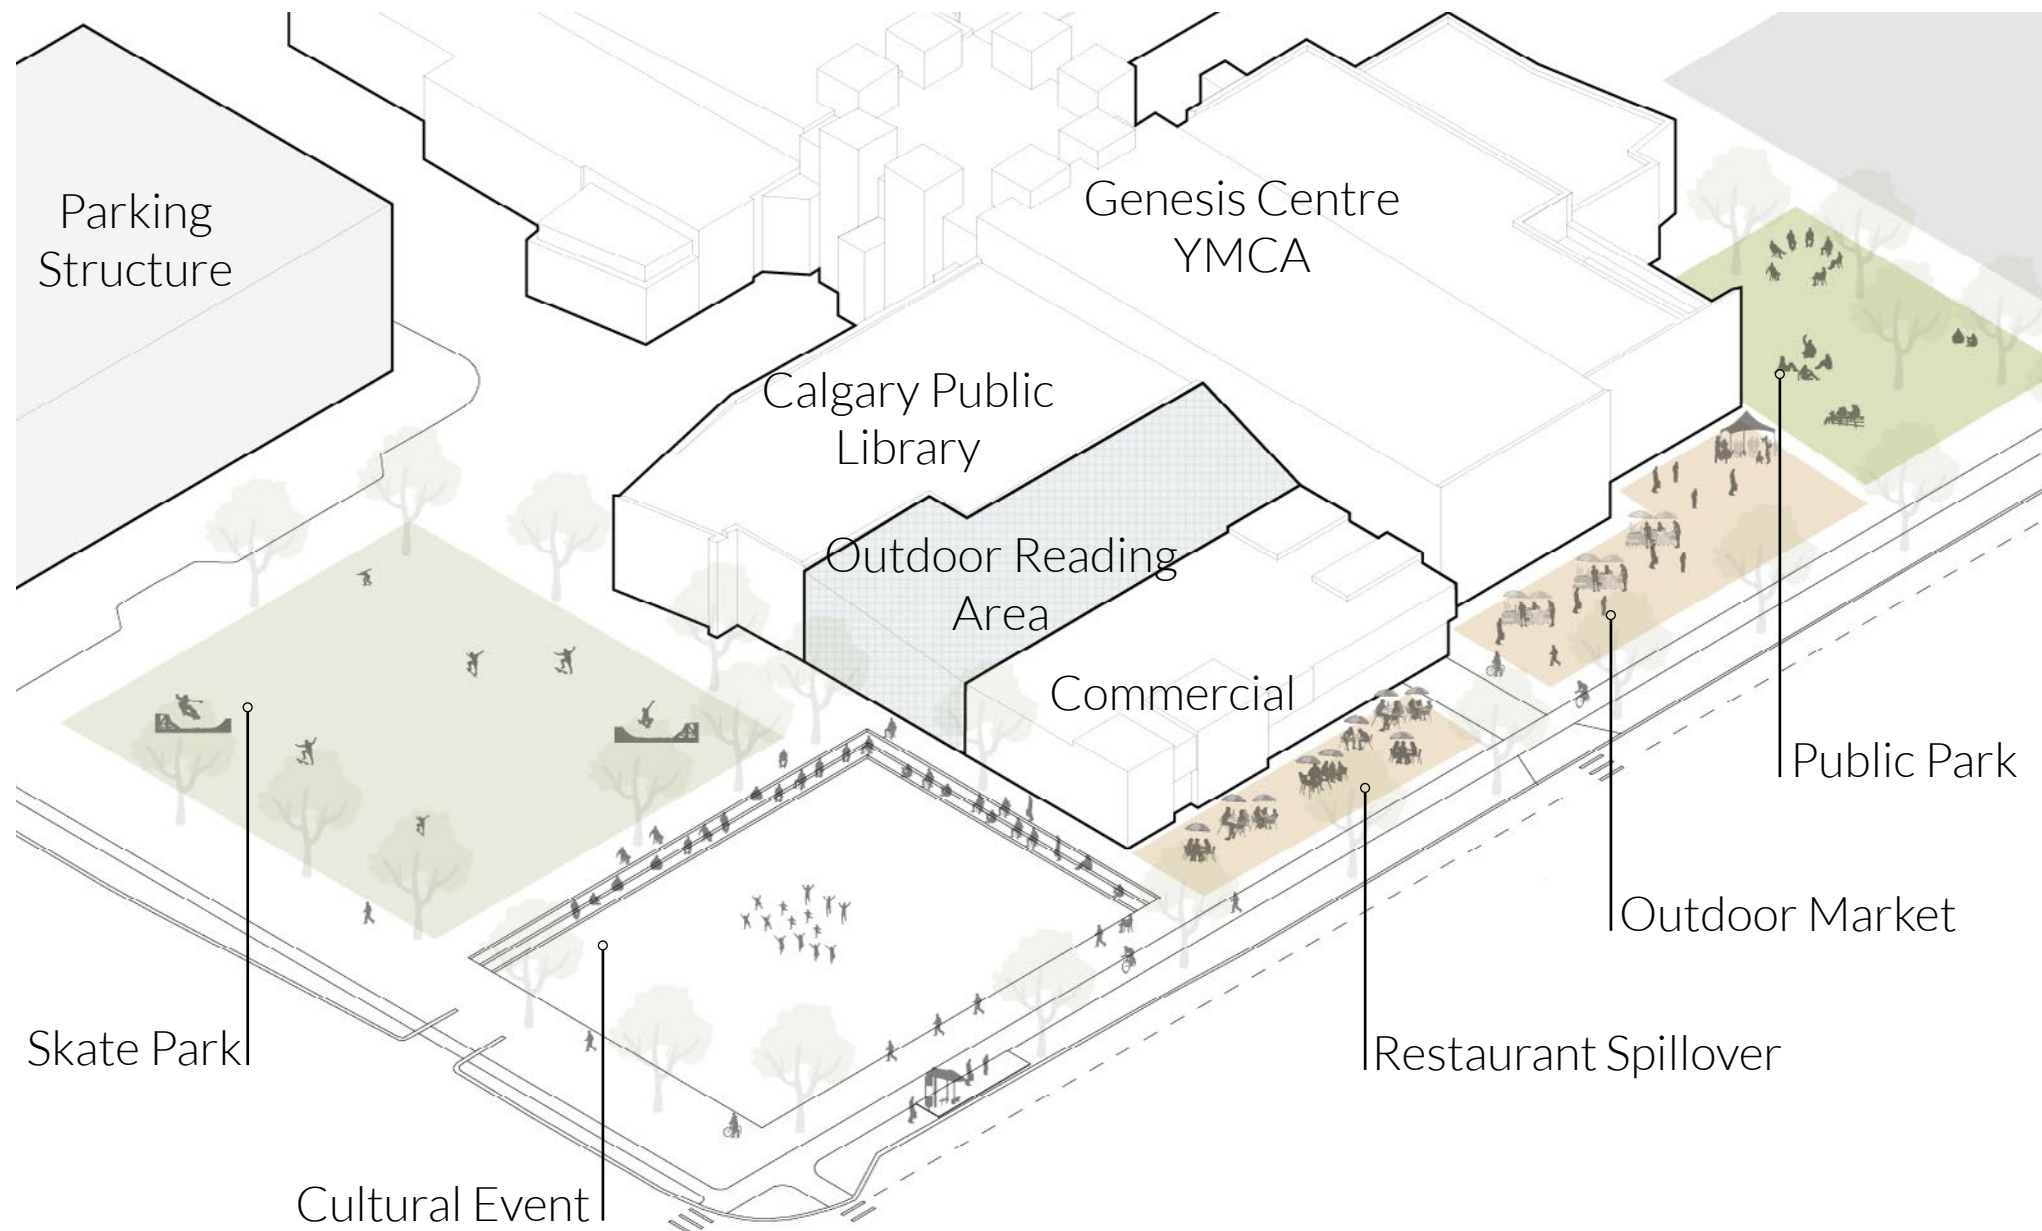 Parking
Structure
Genesis Centre
YMCA
Calgary Public
Library
Outdoor Reading
Area
Commercial
Public Park
Outdoor Market
Restaurant Spillover
Skate Park
Cultural Event